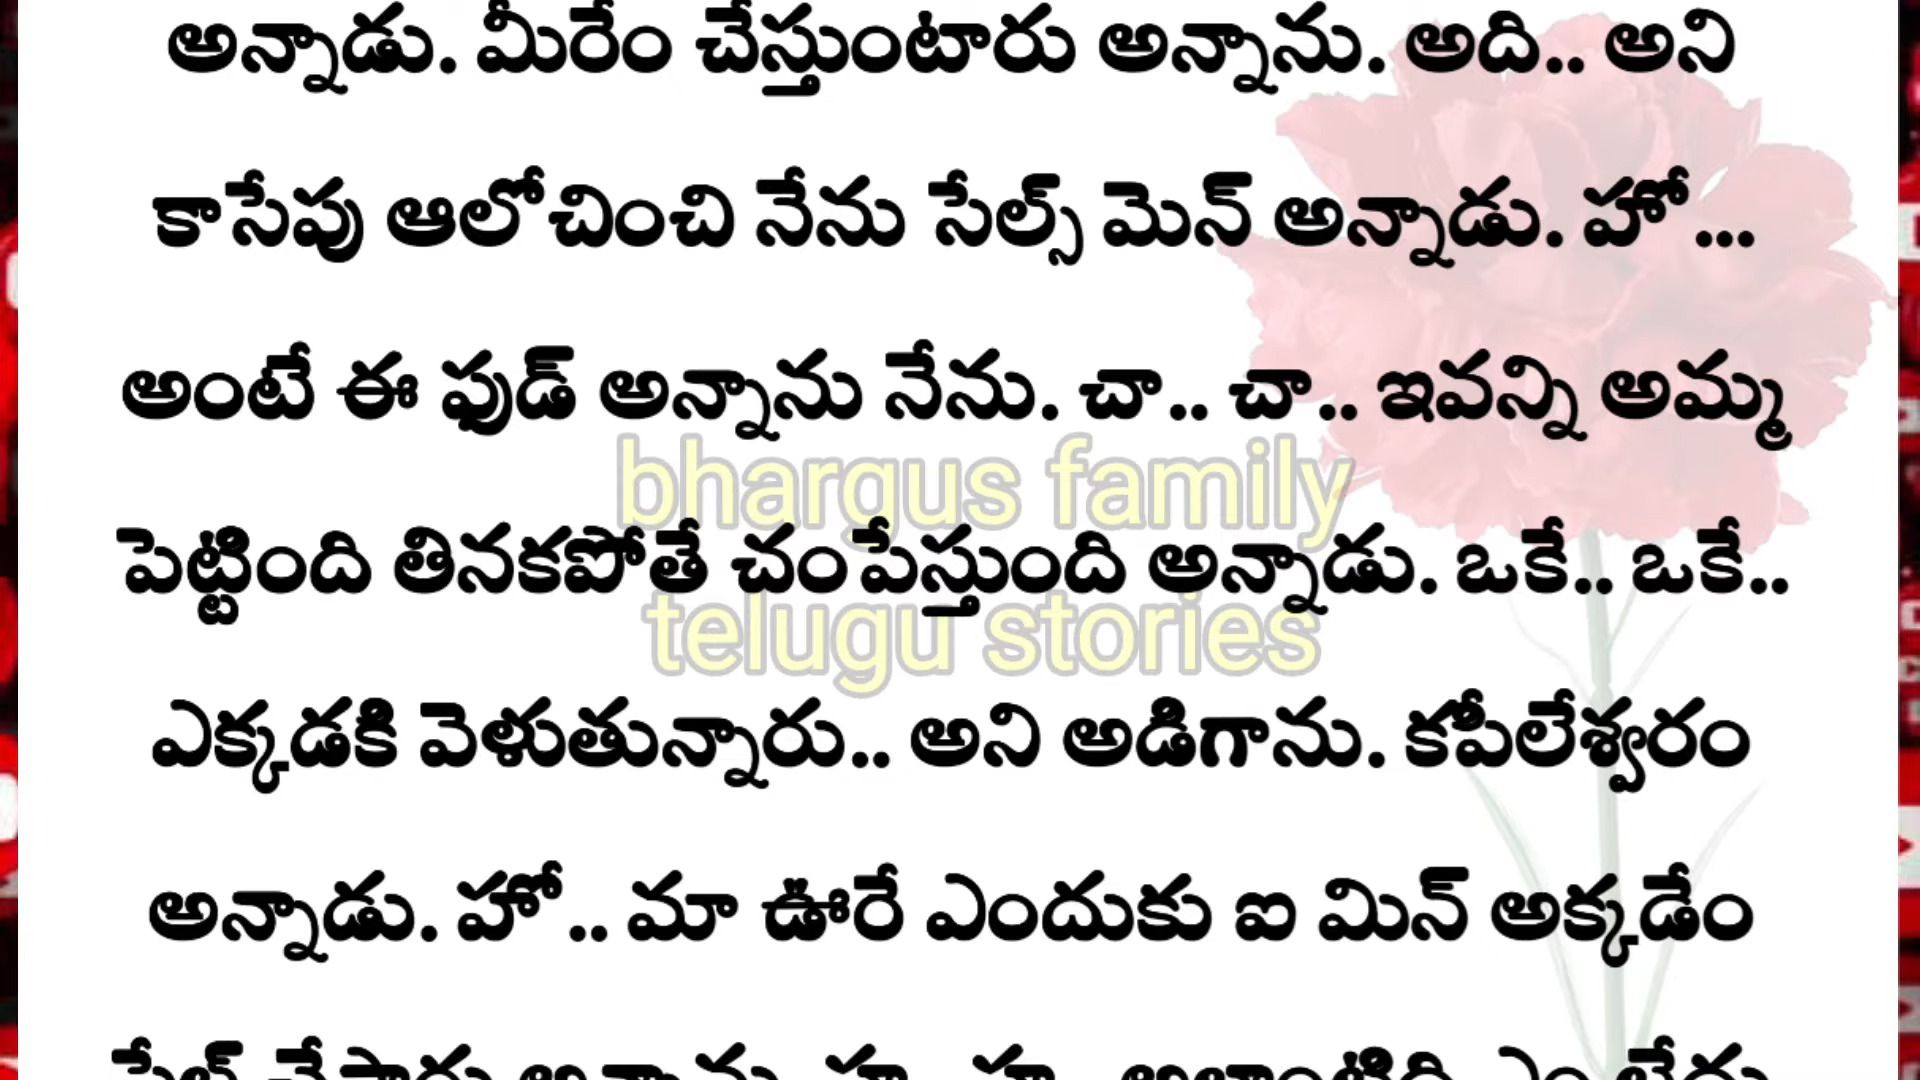 అన్నాడు. మీరేం చేస్తుంటారు అన్నాను. అది.. అని
కాసేపు ఆలోచించి నేను సేల్స్ మెన్ అన్నాడు. హో...
అంటే ఈ ఫుడ్ అన్నాను నేను. చా.. చా.. ఇవన్ని అమ్మ
bhargus family
పెట్టింది తినకపోతే చంపేస్తుంది అన్నాడు. ఒకే.. ఒకే..
telugu stories
ఎక్కడకి వెళుతున్నారు.. అని అడిగాను. కపీలేశ్వరం
అన్నాడు. హో.. మా ఊరే ఎందుకు ఐ మిన్ అక్కడేం